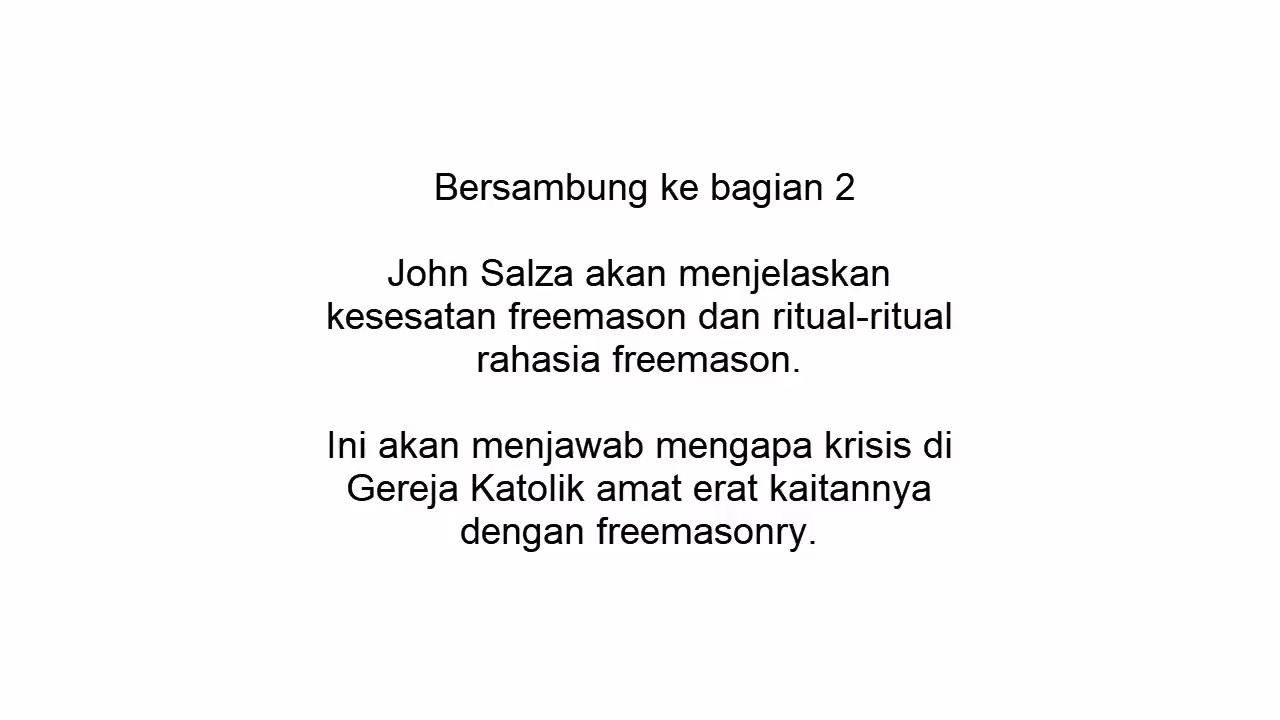 Bersambung ke bagian 2
John Salza akan menjelaskan
kesesatan freemason dan ritual-ritual
rahasia freemason.
Ini akan menjawab mengapa krisis di
Gereja Katolik amat erat kaitannya
dengan freemasonry.